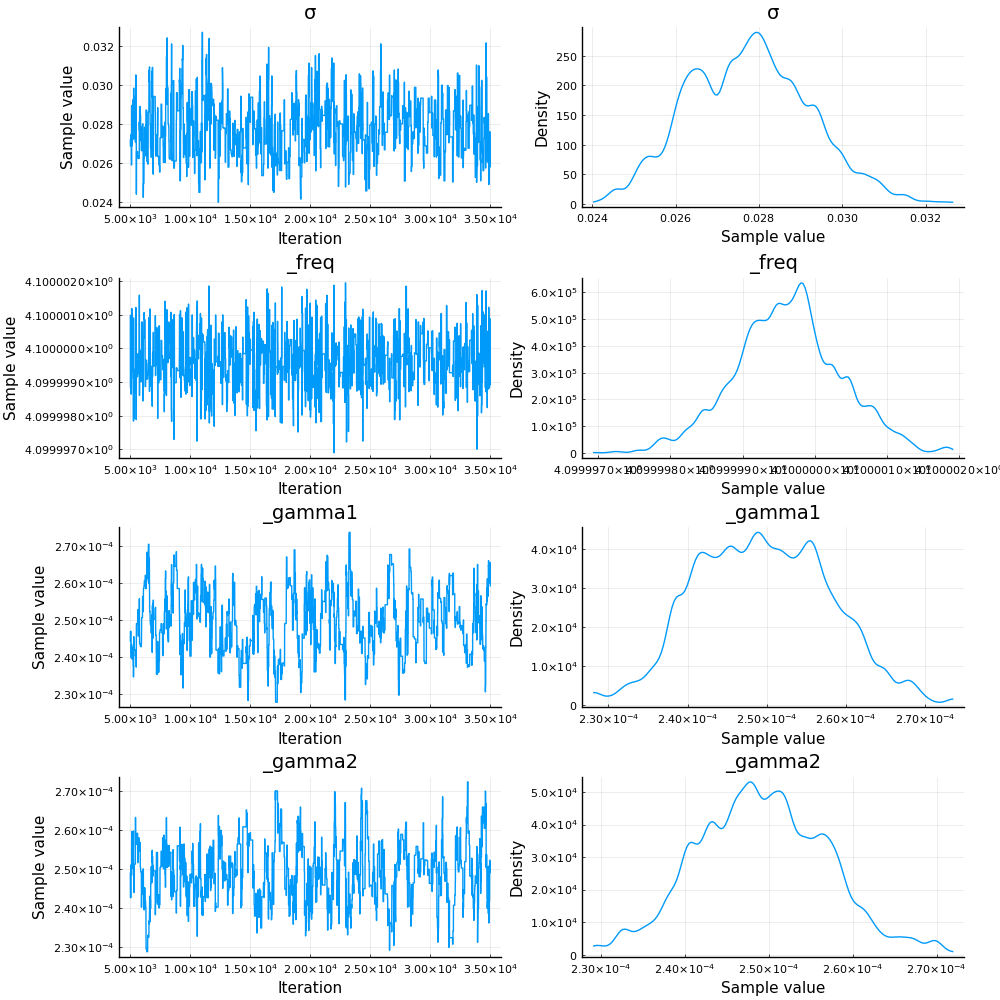 σ
σ
Sample value
0.032
0.030
0.028
0.026
0.024
5.00×10³ 1.00×10⁴ 1.50×10⁴ 2.00×10⁴ 2.50×10⁴ 3.00×10⁴ 3.50×10⁴
Iteration
Density
250
200
150
100
50
0
0.024 0.026 0.028 0.030 0.032
Sample value
_freq
_freq
Sample value
4.1000020×10⁰
4.1000010×10⁰
4.1000000×10⁰
4.0999990×10⁰
4.0999980×10⁰
4.0999970×10⁰
5.00×10³ 1.00×10⁴ 1.50×10⁴ 2.00×10⁴ 2.50×10⁴ 3.00×10⁴ 3.50×10⁴
Iteration
Density
6.0×10⁵
5.0×10⁵
4.0×10⁵
3.0×10⁵
2.0×10⁵
1.0×10⁵
0
Sample value
_gamma1
_gamma1
Sample value
2.70×10⁻⁴
2.60×10⁻⁴
2.50×10⁻⁴
2.40×10⁻⁴
2.30×10⁻⁴
5.00×10³ 1.00×10⁴ 1.50×10⁴ 2.00×10⁴ 2.50×10⁴ 3.00×10⁴ 3.50×10⁴
Iteration
Density
4.0×10⁴
3.0×10⁴
2.0×10⁴
1.0×10⁴
0
2.30×10⁻⁴ 2.40×10⁻⁴ 2.50×10⁻⁴ 2.60×10⁻⁴ 2.70×10⁻⁴
Sample value
_gamma2
_gamma2
Sample value
2.70×10⁻⁴
2.60×10⁻⁴
2.50×10⁻⁴
2.40×10⁻⁴
2.30×10⁻⁴
5.00×10³ 1.00×10⁴ 1.50×10⁴ 2.00×10⁴ 2.50×10⁴ 3.00×10⁴ 3.50×10⁴
Iteration
Density
5.0×10⁴
4.0×10⁴
3.0×10⁴
2.0×10⁴
1.0×10⁴
0
2.30×10⁻⁴ 2.40×10⁻⁴ 2.50×10⁻⁴ 2.60×10⁻⁴ 2.70×10⁻⁴
Sample value